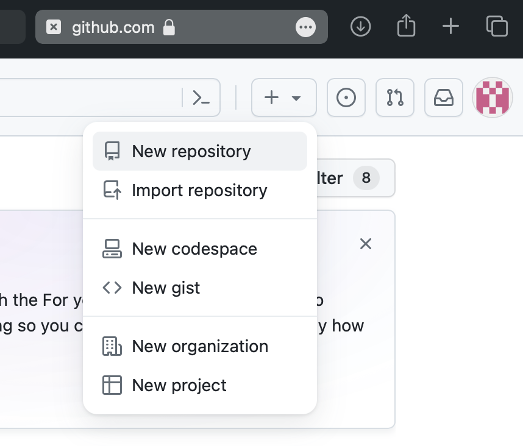 github.com
New repository
Import repository
lter 8
New codespace
New gist
h the For y
ng so you c y how
New organization
New project